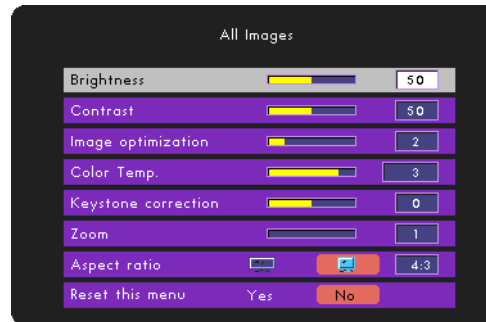 All Images
Brightness 50
Contrast 50
Image optimization 2
Color Temp. 3
Keystone correction 0
Zoom 1
Aspect ratio 4:3
Reset this menu Yes No